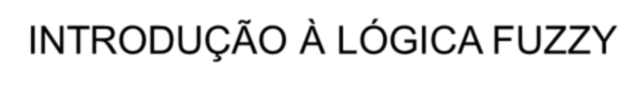 INTRODUÇÃO À LÓGICA FUZZY